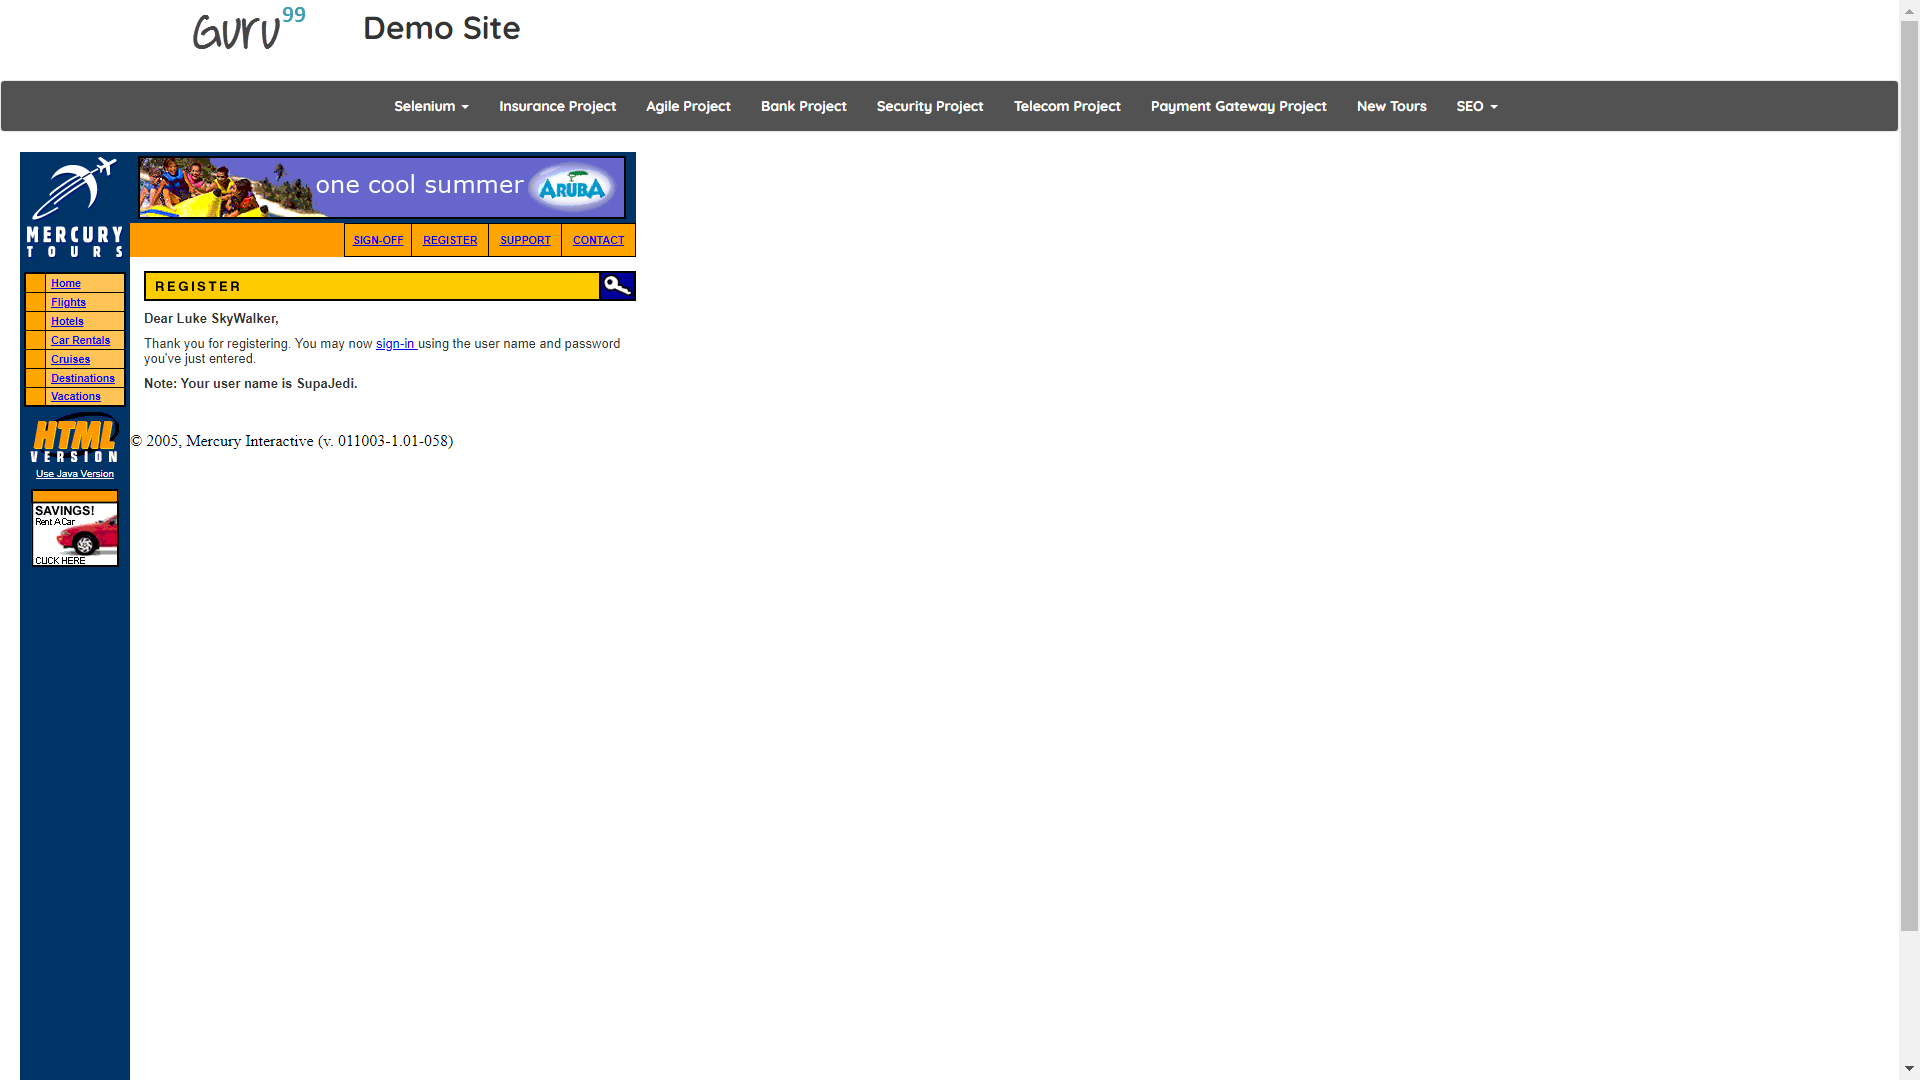 Guru99
Demo Site
Selenium
Insurance Project
Agile Project
Bank Project
Security Project
Telecom Project
Payment Gateway Project
New Tours
SEO
one cool summer
ARUBA
MERCURY
TOURS
SIGN-OFF
REGISTER
SUPPORT
CONTACT
Home
Flights
Hotels
Car Rentals
Cruises
Destinations
Vacations
REGISTER
Dear Luke SkyWalker,
Thank you for registering. You may now sign-in using the user name and password
you've just entered.
Note: Your user name is SupaJedi.
HTML
VERSION
Use Java Version
© 2005, Mercury Interactive (v. 011003-1.01-058)
SAVINGS!
Rent A Car
CLICK HERE